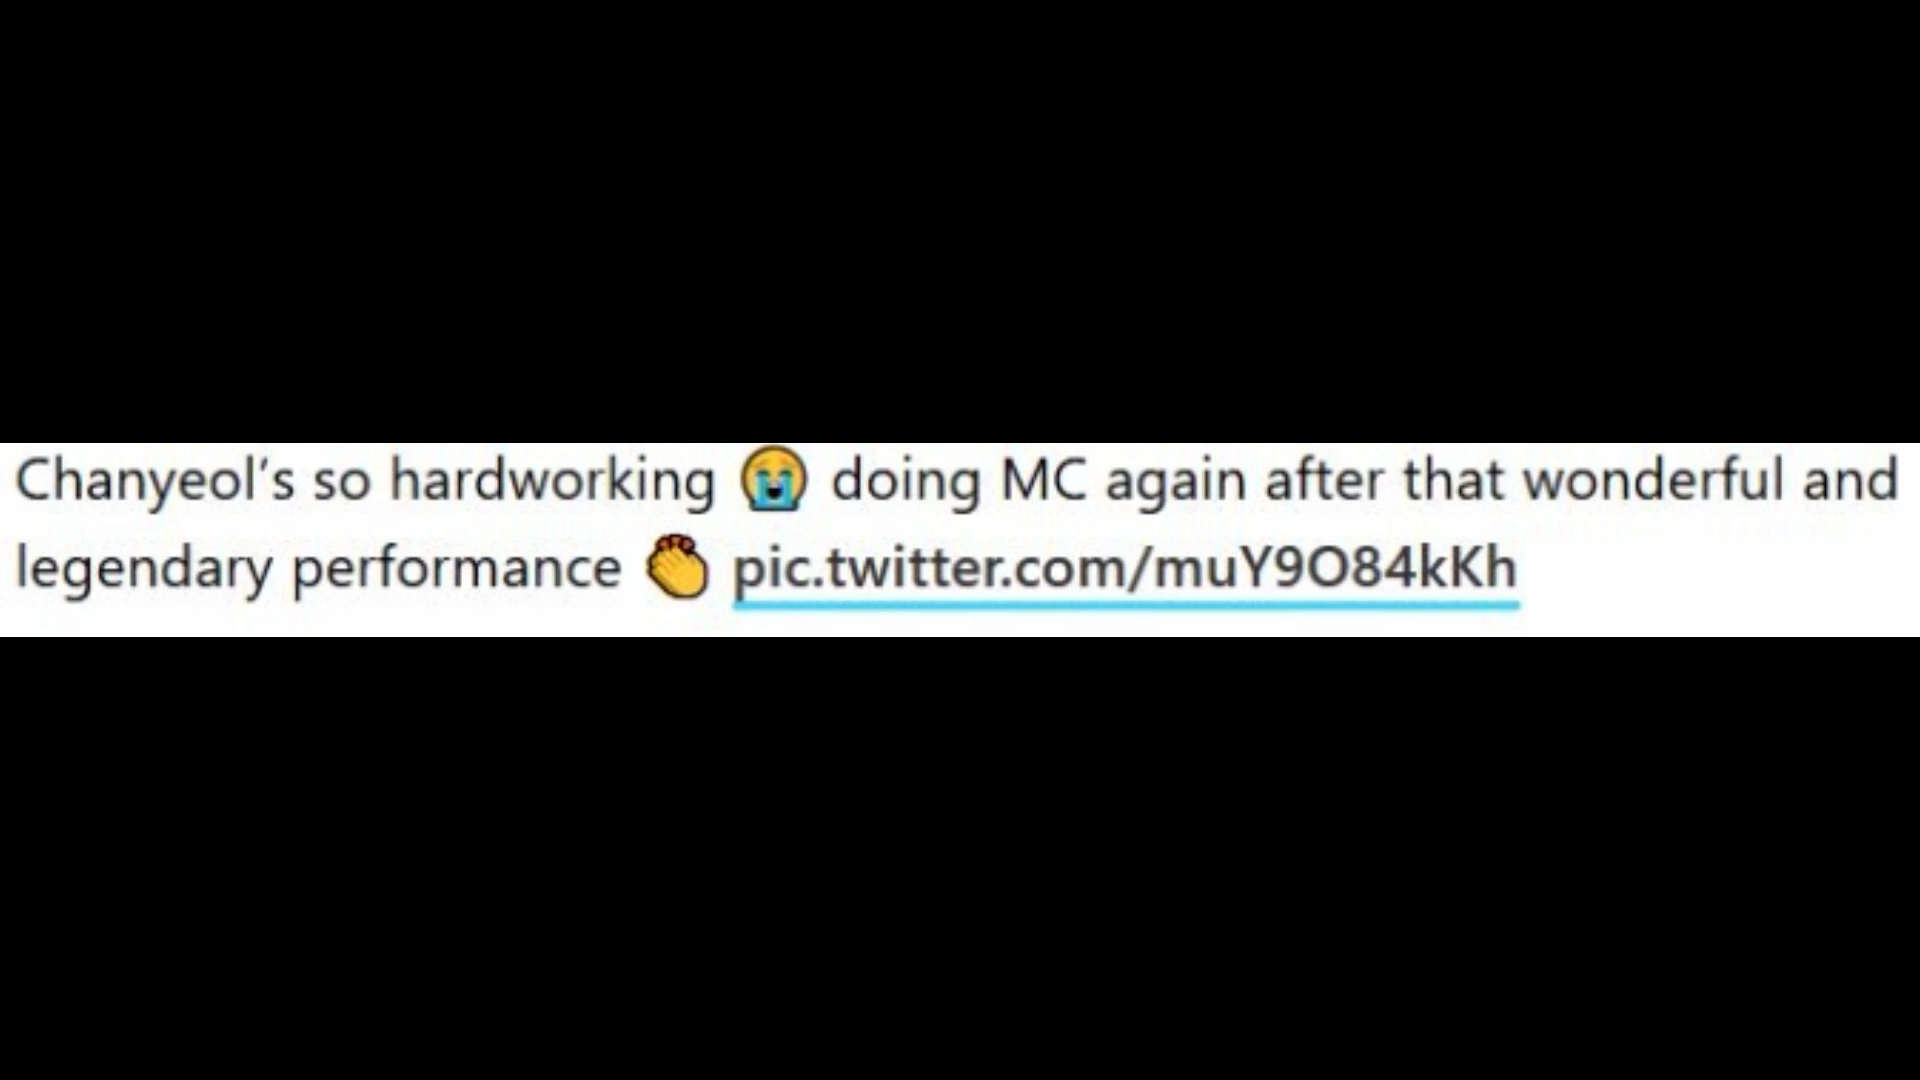 Chanyeol's so hardworking 😭 doing MC again after that wonderful and
legendary performance 👏 pic.twitter.com/muY9O84kKh